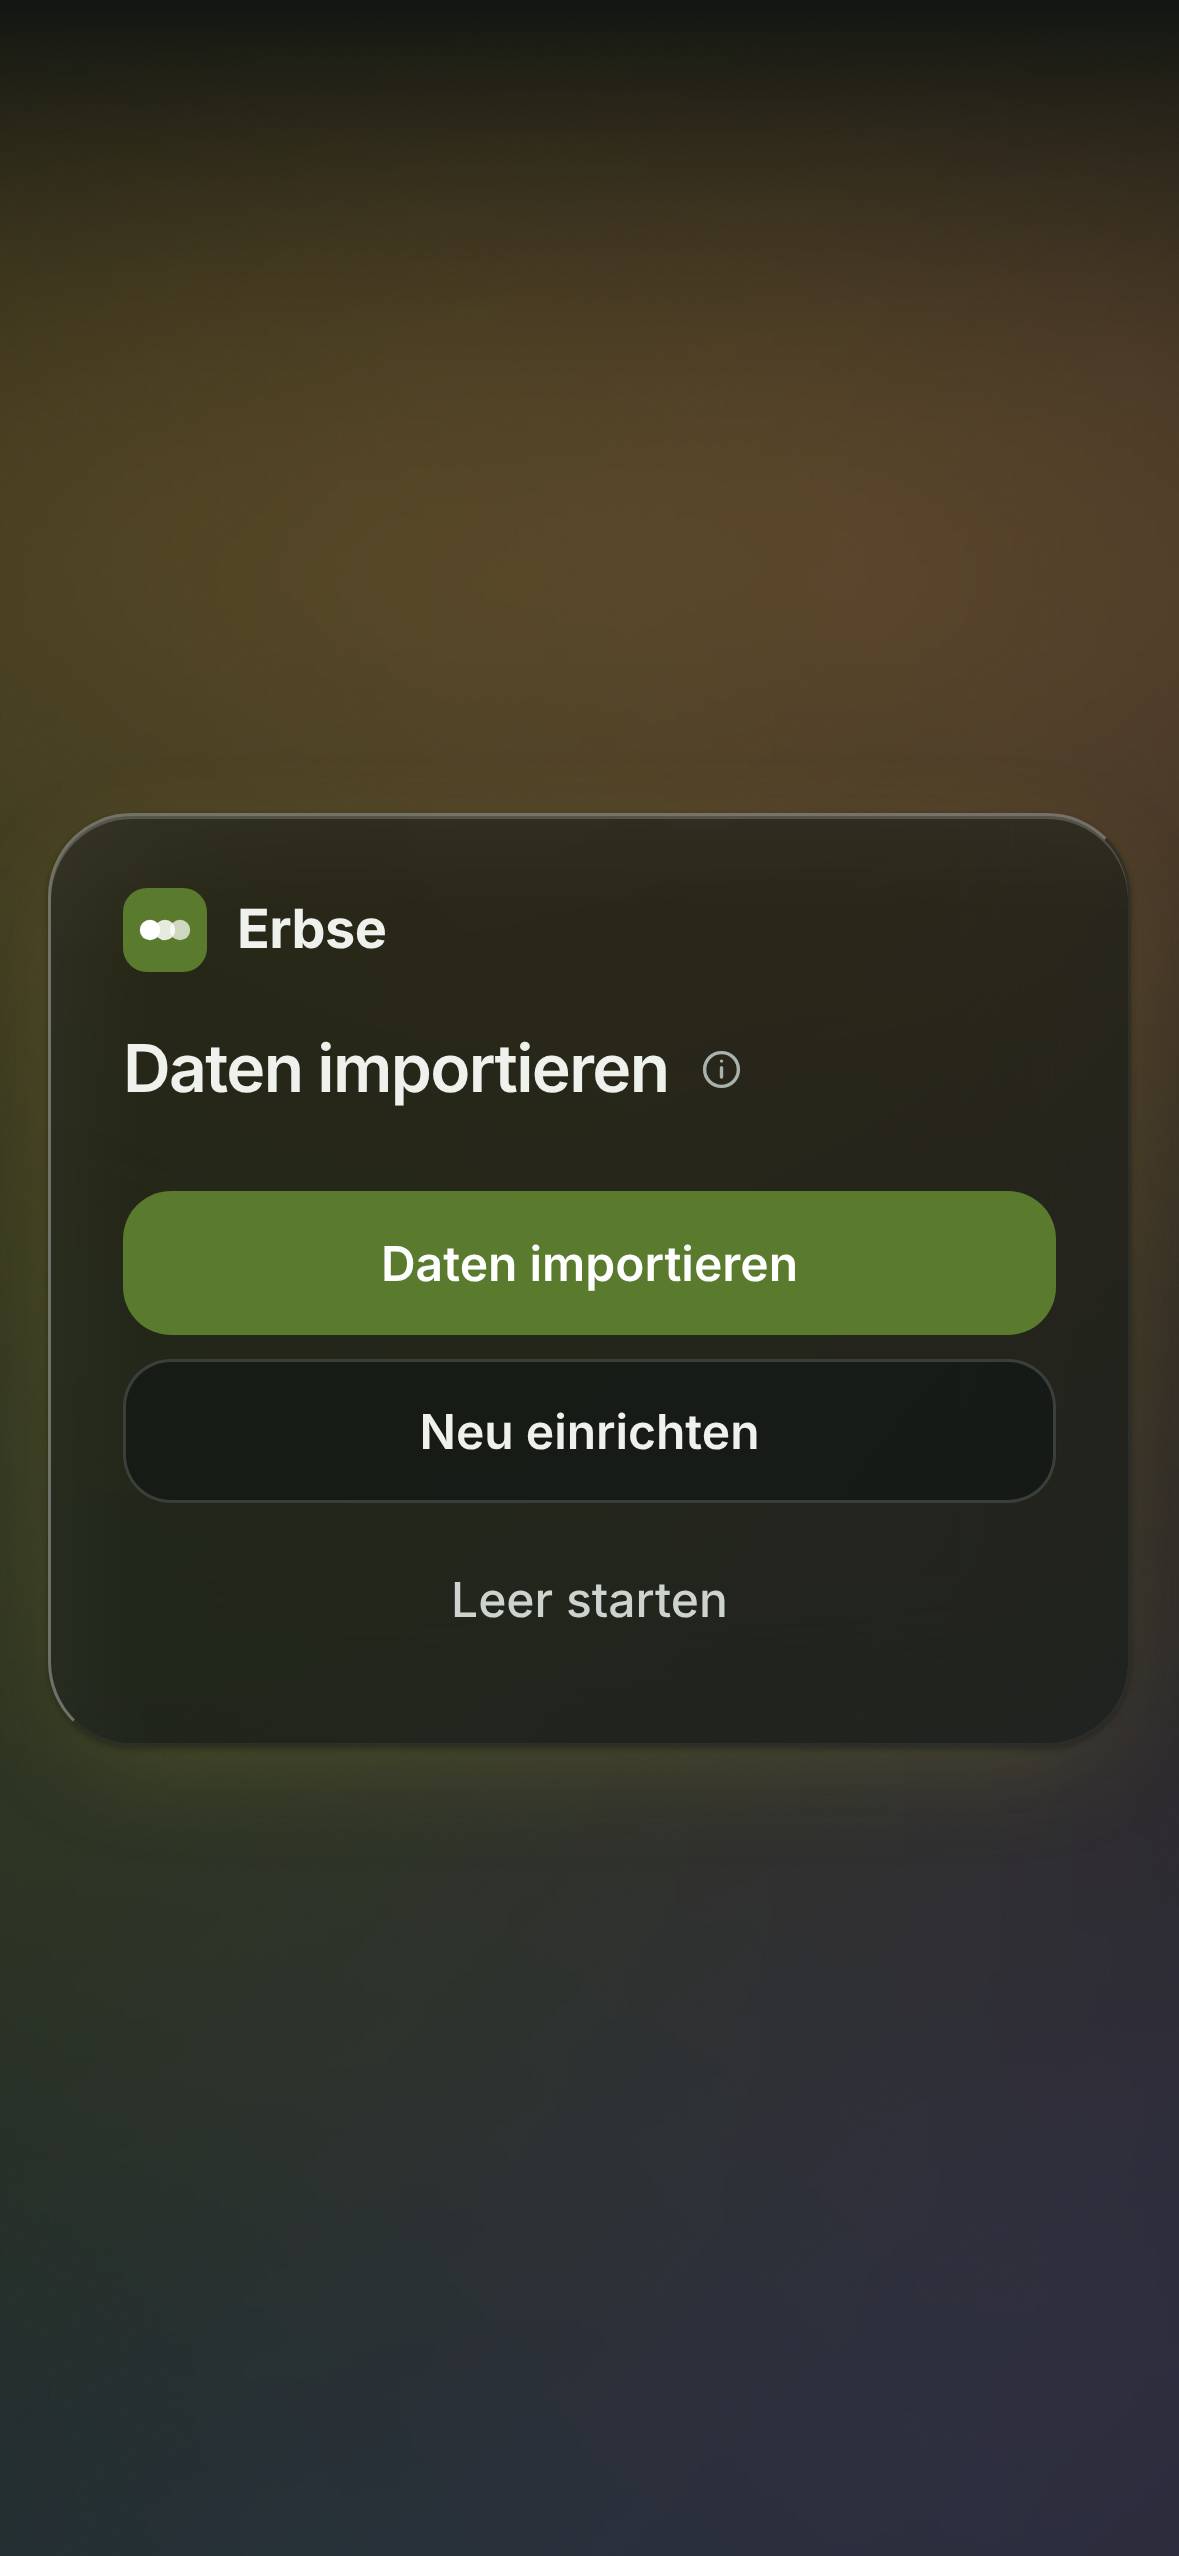 Erbse
Daten importieren
Daten importieren
Neu einrichten
Leer starten